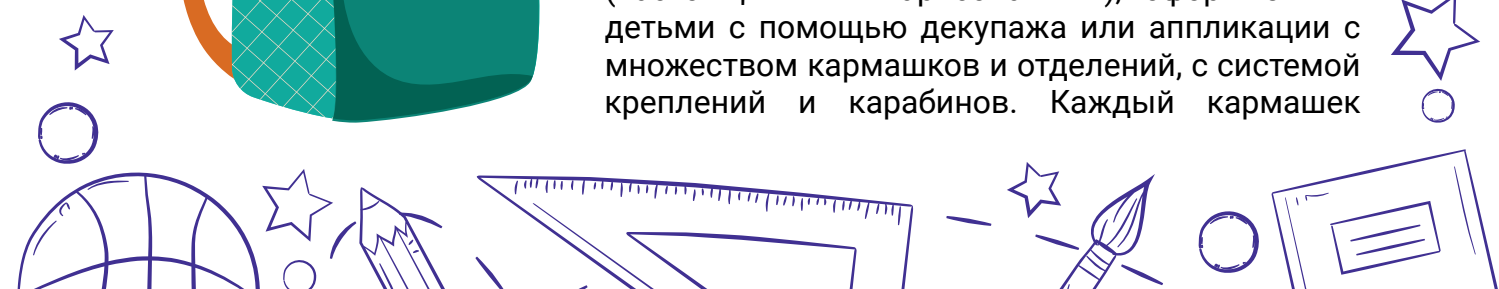 детьми с помощью декупажа или аппликации с
множеством кармашков и отделений, с системой
креплений и карабинов. Каждый кармашек